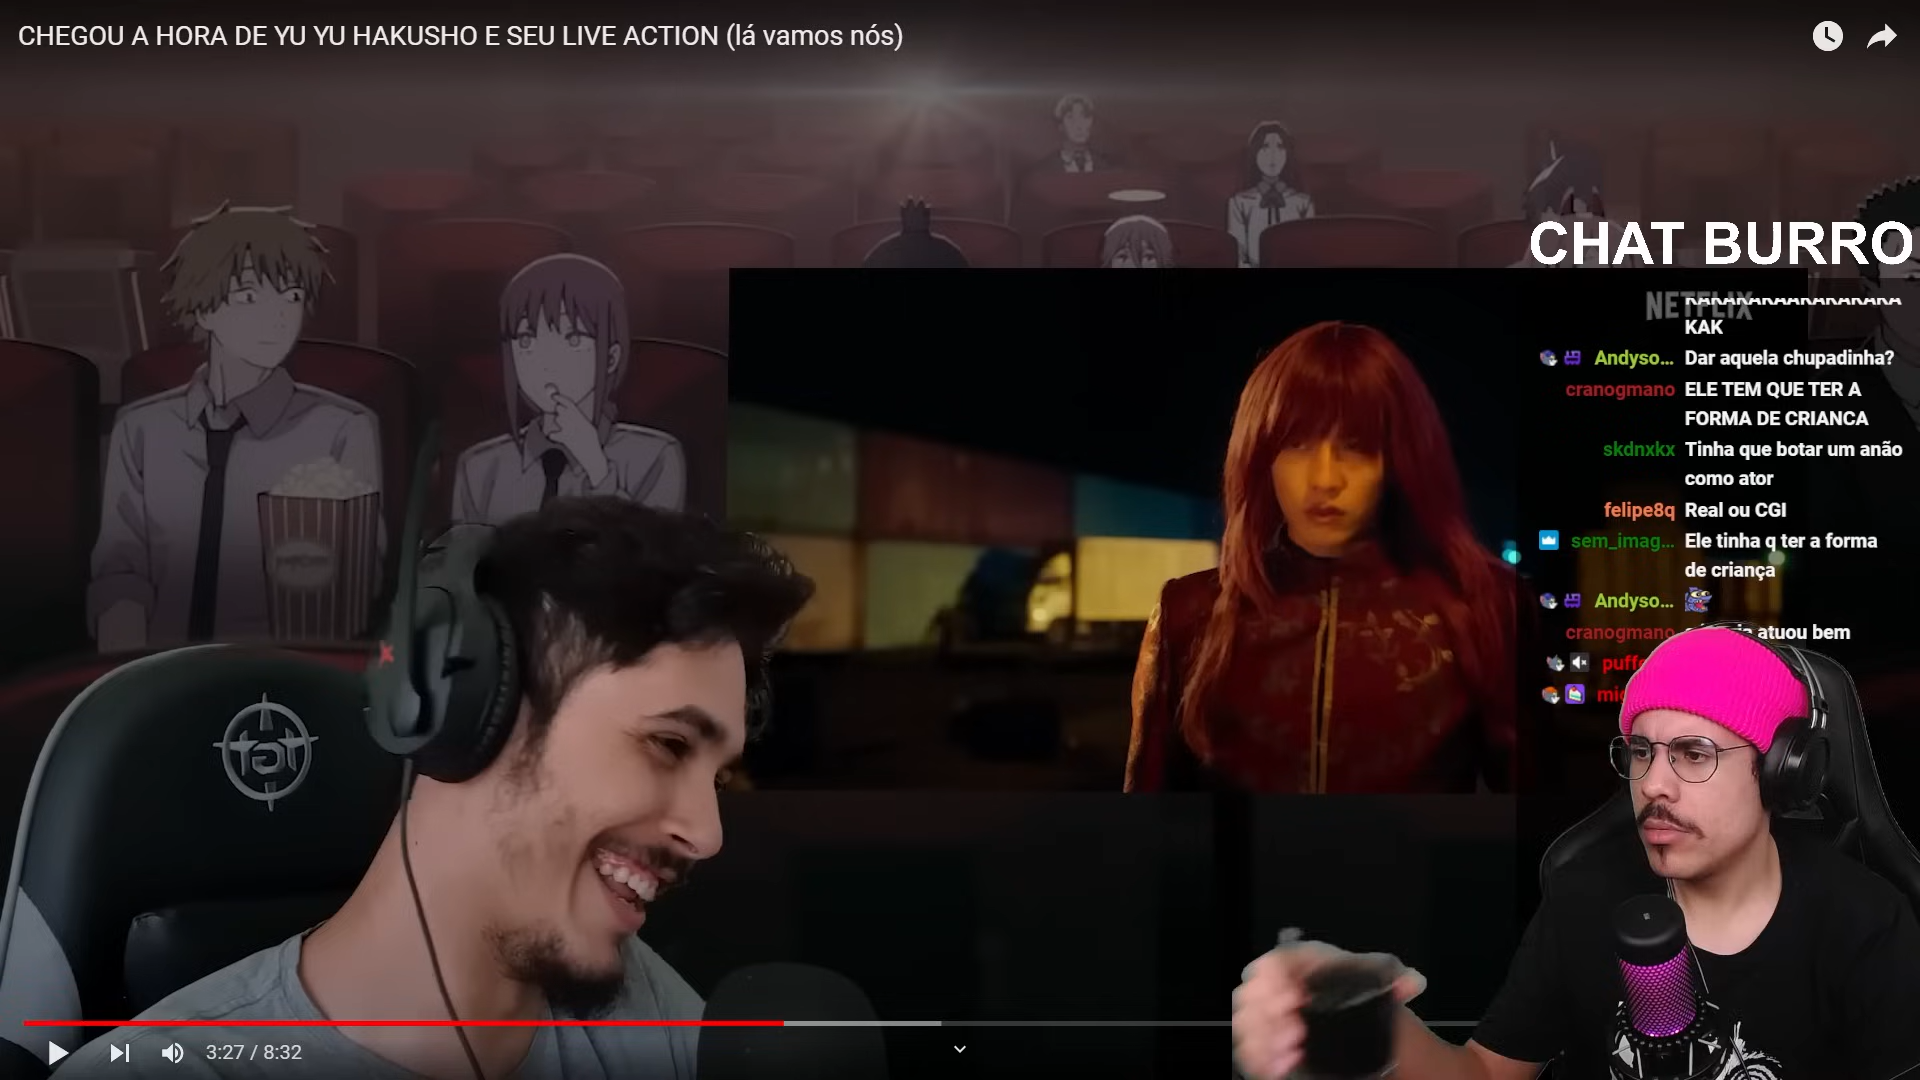 CHEGOU A HORA DE YU YU HAKUSHO E SEU LIVE ACTION (lá vamos nós)
CHAT BURRO
NETFLIX
KAK
Andyso... Dar aquela chupadinha?
cranogmano ELE TEM QUE TER A
FORMA DE CRIANCA
skdnxkx Tinha que botar um anão
como ator
felipe8q Real ou CGI
sem_imag... Ele tinha q ter a forma
de criança
Andyso...
cranogmano atuou bem
3:27 / 8:32